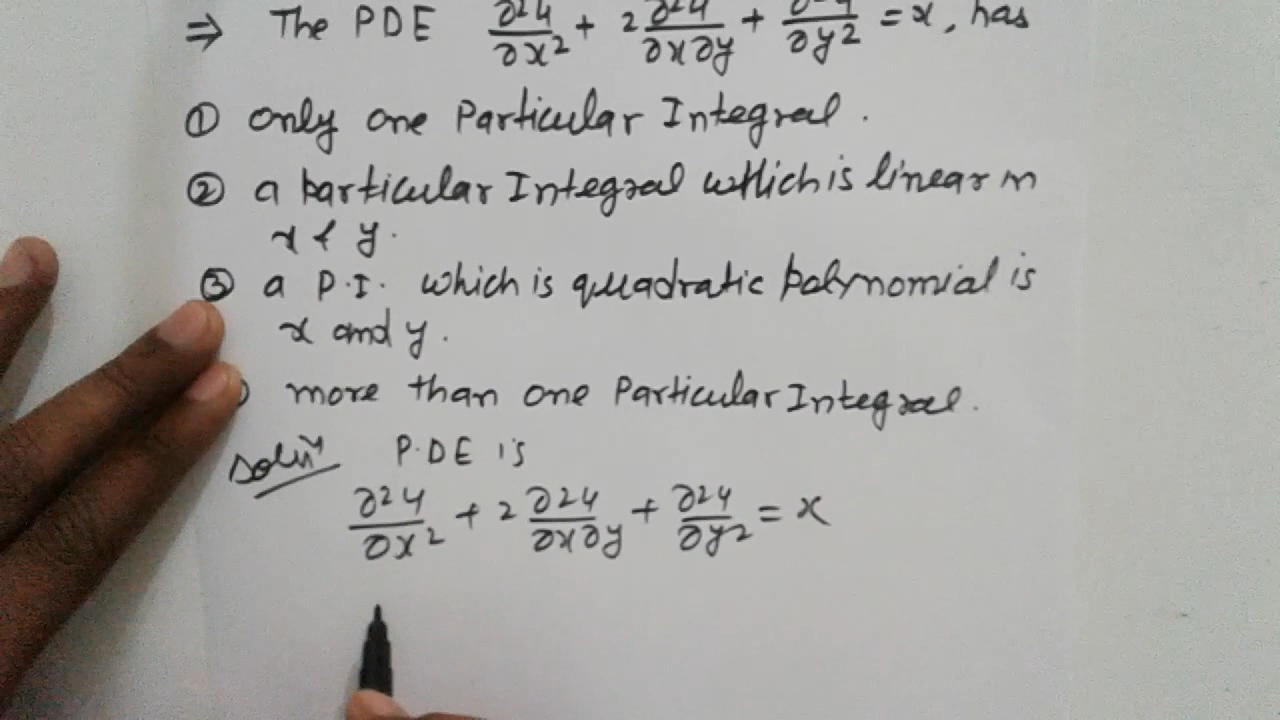 ⇒ The PDE ∂²u/∂x² + 2 ∂²u/∂x∂y + ∂²u/∂y² = x, has
① only one Particular Integral.
② a particular Integral which is linear in
x & y.
③ a P.I. which is quadratic polynomial is
x and y.
more than one Particular Integral.
Soluⁿ P.DE is
∂²u/∂x² + 2 ∂²u/∂x∂y + ∂²u/∂y² = x